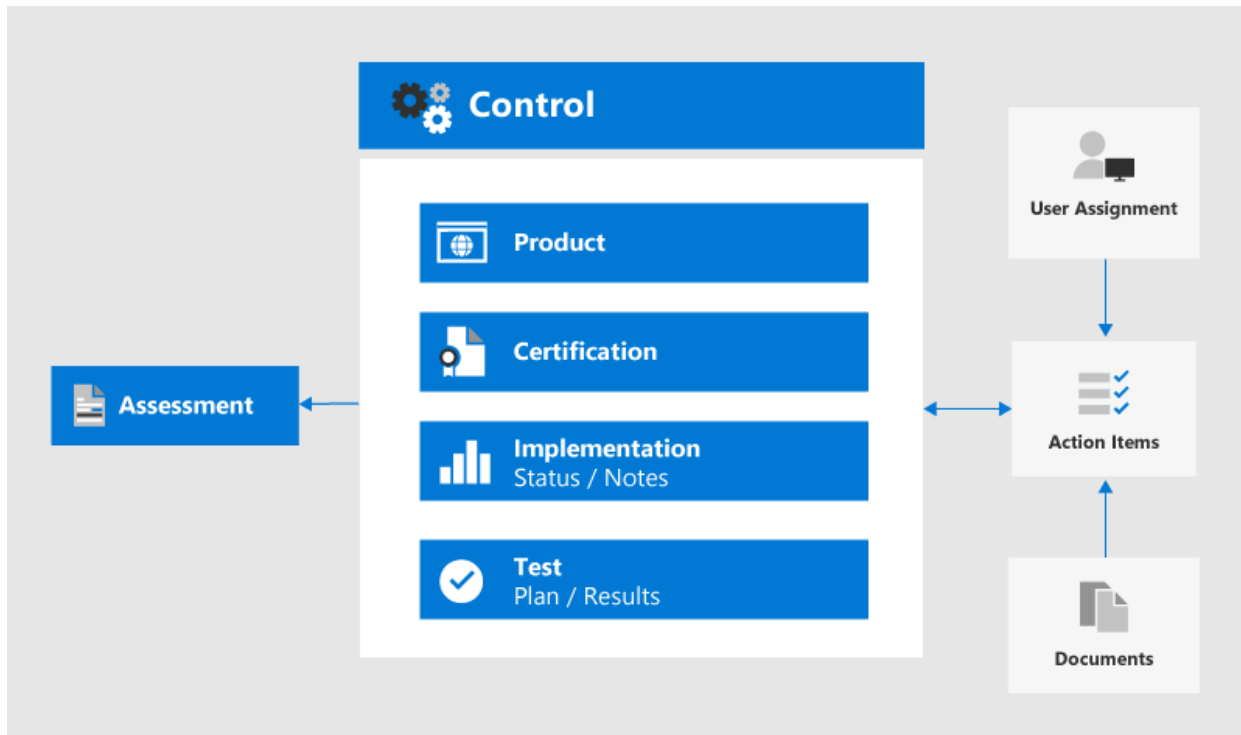 Control
Product
Certification
Implementation
Status / Notes
Test
Plan / Results
Assessment
User Assignment
Action Items
Documents